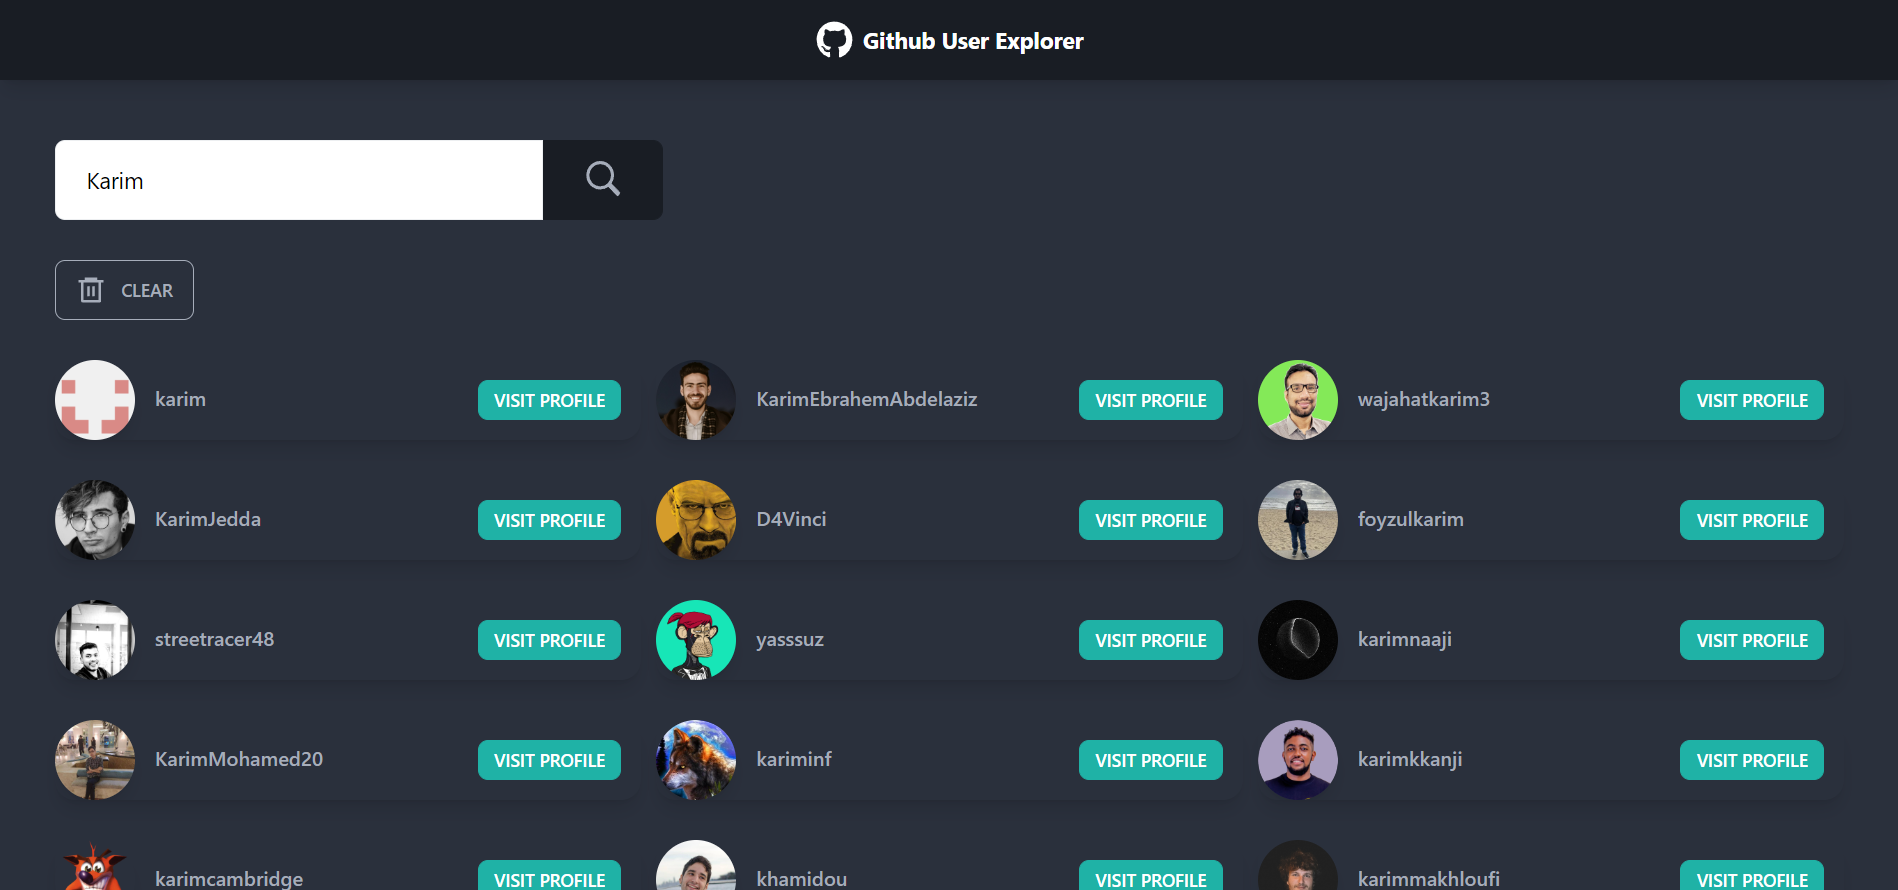 Github User Explorer
Karim
CLEAR
karim VISIT PROFILE KarimEbrahemAbdelaziz VISIT PROFILE wajahatkarim3 VISIT PROFILE
KarimJedda VISIT PROFILE D4Vinci VISIT PROFILE foyzulkarim VISIT PROFILE
streetracer48 VISIT PROFILE yasssuz VISIT PROFILE karimnaaji VISIT PROFILE
KarimMohamed20 VISIT PROFILE kariminf VISIT PROFILE karimkkanji VISIT PROFILE
karimcambridge VISIT PROFILE khamidou VISIT PROFILE karimmakhloufi VISIT PROFILE